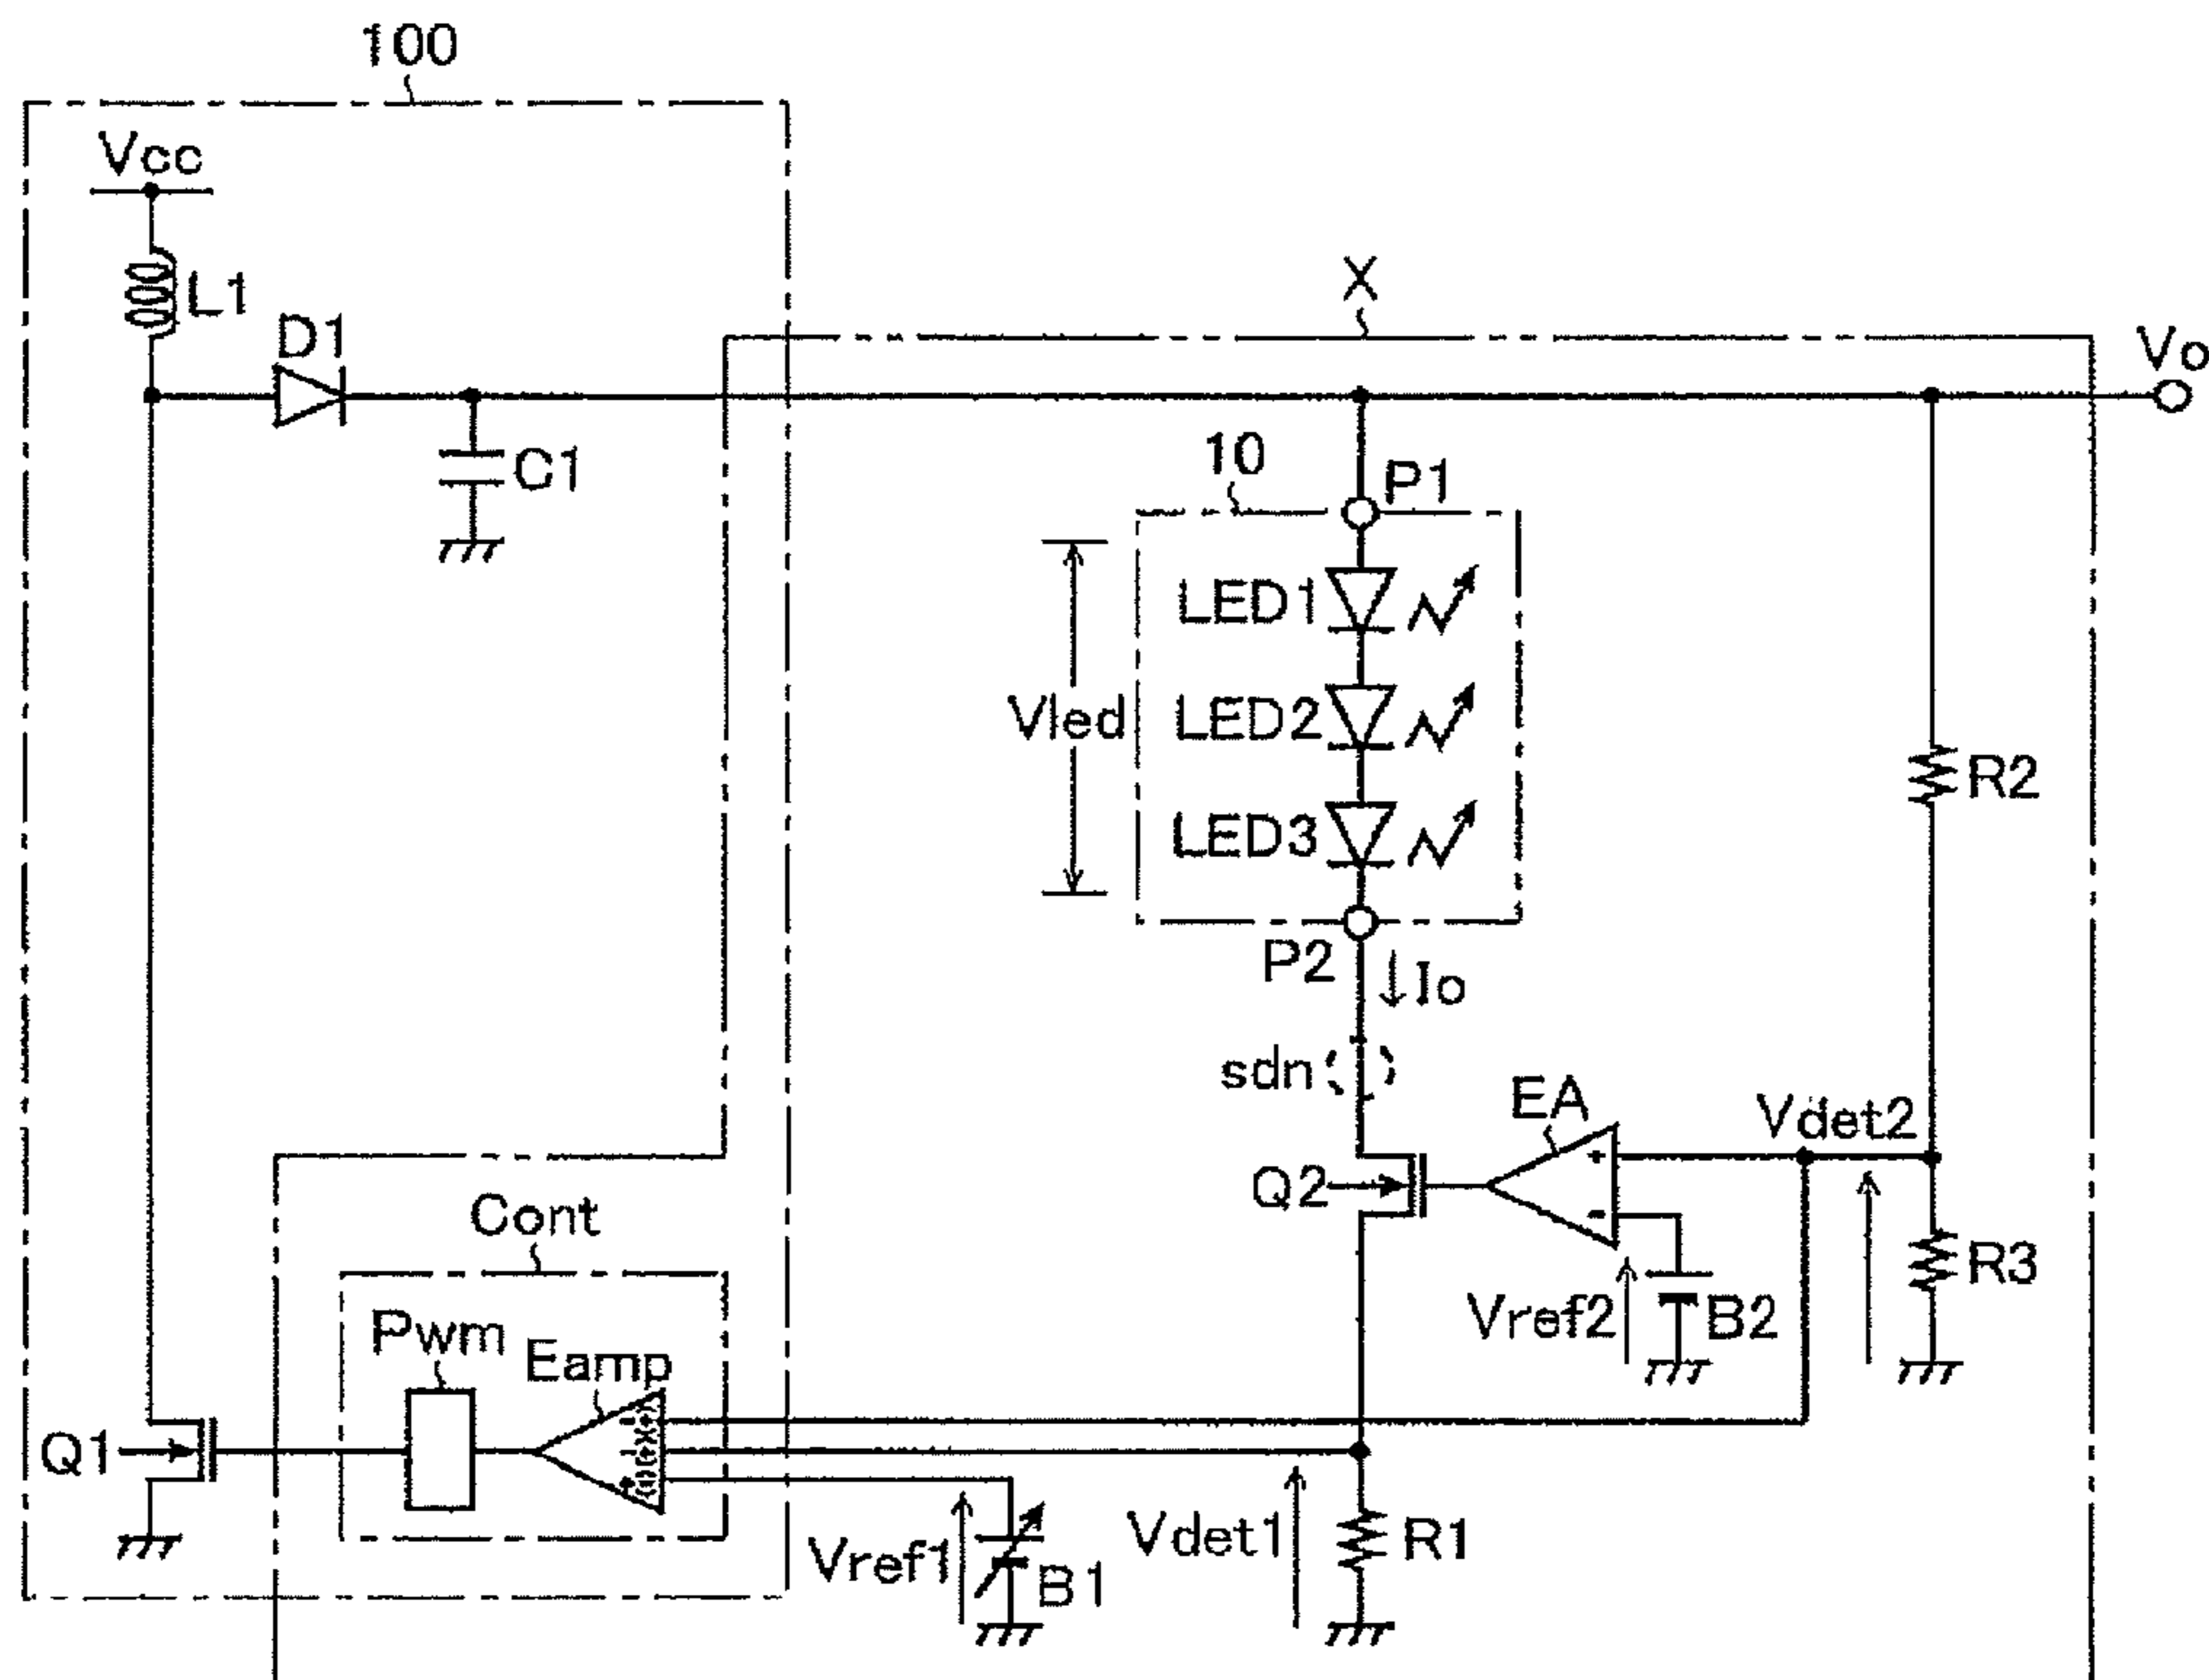 100
Vcc
L1
D1
C1
X
Vo
10
P1
LED1
Vled
LED2
LED3
R2
P2
Io
sdn
EA
Vdet2
+
-
Q2
Cont
Vref2
B2
R3
Pwm
Eamp
Q1
Vref1
B1
Vdet1
R1